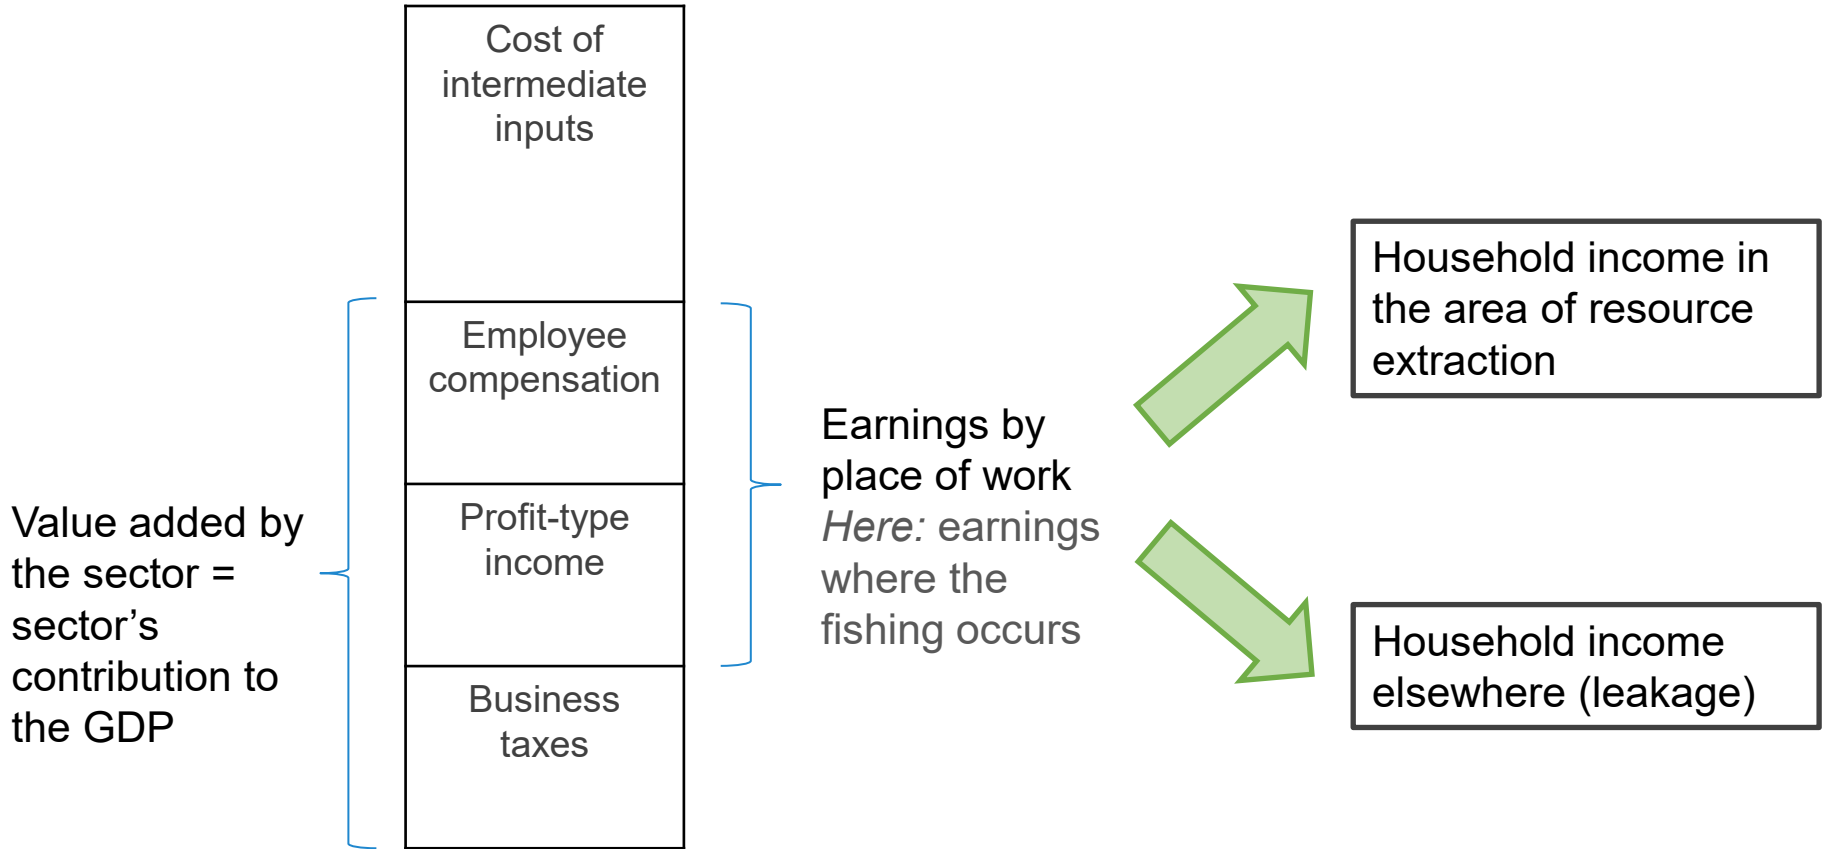 Cost of
intermediate
inputs
Employee
compensation
Profit-type
income
Business
taxes
Value added by
the sector =
sector’s
contribution to
the GDP
Earnings by
place of work
Here: earnings
where the
fishing occurs
Household income in
the area of resource
extraction
Household income
elsewhere (leakage)